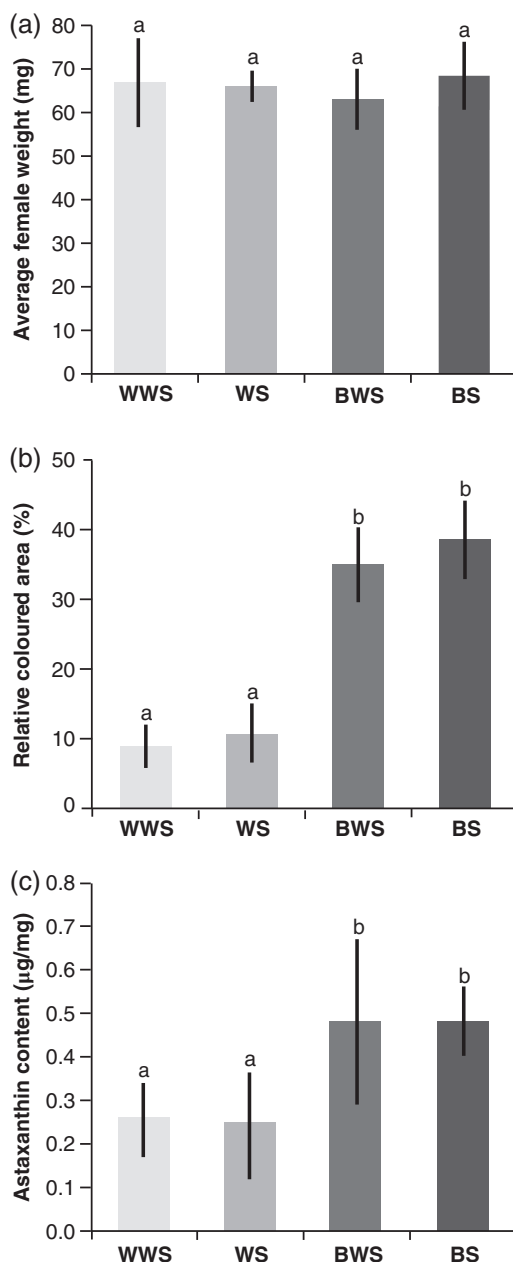 (a)
Average female weight (mg)
80
70
60
50
40
30
20
10
0
a
a
a
a
WWS
WS
BWS
BS
(b)
Relative coloured area (%)
50
40
30
20
10
0
a
a
b
b
WWS
WS
BWS
BS
(c)
Astaxanthin content (µg/mg)
0.8
0.7
0.6
0.5
0.4
0.3
0.2
0.1
0.0
a
a
b
b
WWS
WS
BWS
BS